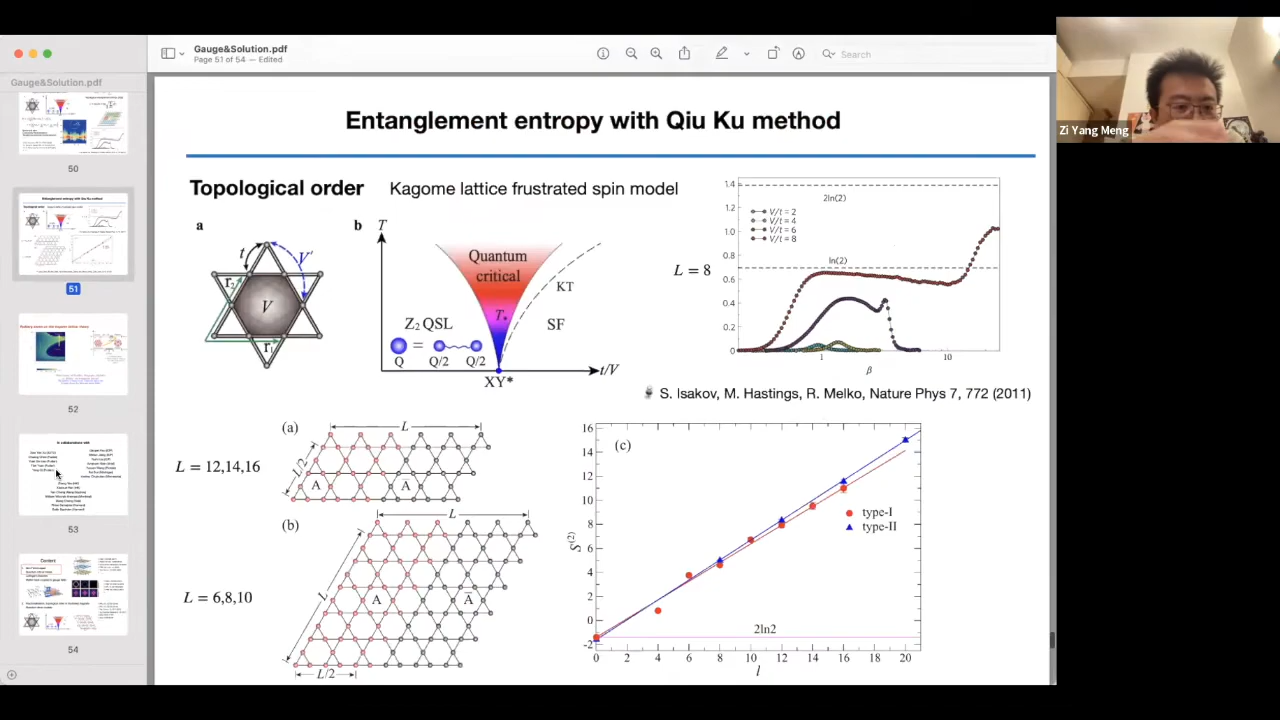 Gauge&Solution.pdf
Page 51 of 54 — Edited
Search
Gauge&Solution.pdf
50
51
52
53
54
Content
Zi Yang Meng
Entanglement entropy with Qiu Ku method
Topological order
Kagome lattice frustrated spin model
a
t
V'
r2
V
r1
b
T
Quantum
critical
T*
KT
SF
Z2 QSL
=
Q
Q/2
Q/2
t/V
XY*
L = 8
1.4
1.2
1.0
0.8
0.6
0.4
0.2
0
2ln(2)
V/t = 2
V/t = 4
V/t = 6
V/t = 8
ln(2)
1
10
β
S. Isakov, M. Hastings, R. Melko, Nature Phys 7, 772 (2011)
L = 12,14,16
(a)
L
A
Ā
L = 6,8,10
(b)
L
L
A
Ā
L/2
(c)
16
14
12
10
8
6
4
2
0
-2
S(2)
type-I
type-II
2ln2
0 2 4 6 8 10 12 14 16 18 20
l